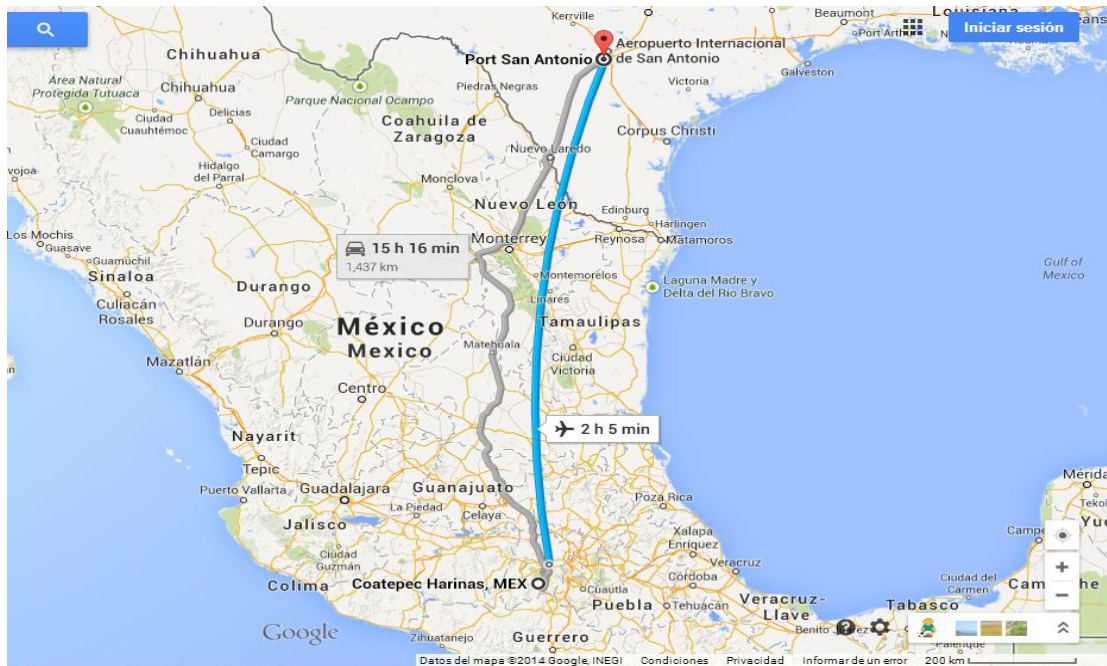 Kerrville
Beaumont
Louisiana
Iniciar sesión
Port Arthur
Chihuahua
Port San Antonio
Aeropuerto Internacional
de San Antonio
Galveston
Área Natural
Protegida Tutuaca
Chihuahua
Parque Nacional Ocampo
Piedras Negras
Victoria
Ciudad
Cuauhtémoc
Delicias
Coahuila de
Zaragoza
Corpus Christi
Ciudad
Camargo
Nuevo Laredo
Hidalgo
del Parral
Monclova
Nuevo León
Edinburg
Harlingen
Los Mochis
Guasave
Guamúchil
15 h 16 min
1,437 km
Monterrey
Reynosa
Matamoros
Gulf of
Mexico
Sinaloa
Durango
Montemorelos
Laguna Madre y
Delta del Río Bravo
Culiacán
Rosales
Linares
Durango
México
Mexico
Tamaulipas
Matehuala
Ciudad
Victoria
Mazatlán
Centro
2 h 5 min
Nayarit
Tepic
Puerto Vallarta
Guadalajara
Guanajuato
Poza Rica
Mérida
La Piedad
Celaya
Jalisco
Xalapa
Enríquez
Ciudad
Guzmán
Veracruz
Colima
Coatepec Harinas, MEX
Cuautla
Córdoba
Ciudad del
Carmen
Puebla
Tehuacán
Veracruz-
Llave
Tabasco
Google
Zihuatanejo
Guerrero
Benito Juárez
Palenque
Datos del mapa ©2014 Google, INEGI Condiciones Privacidad Informar de un error 200 km